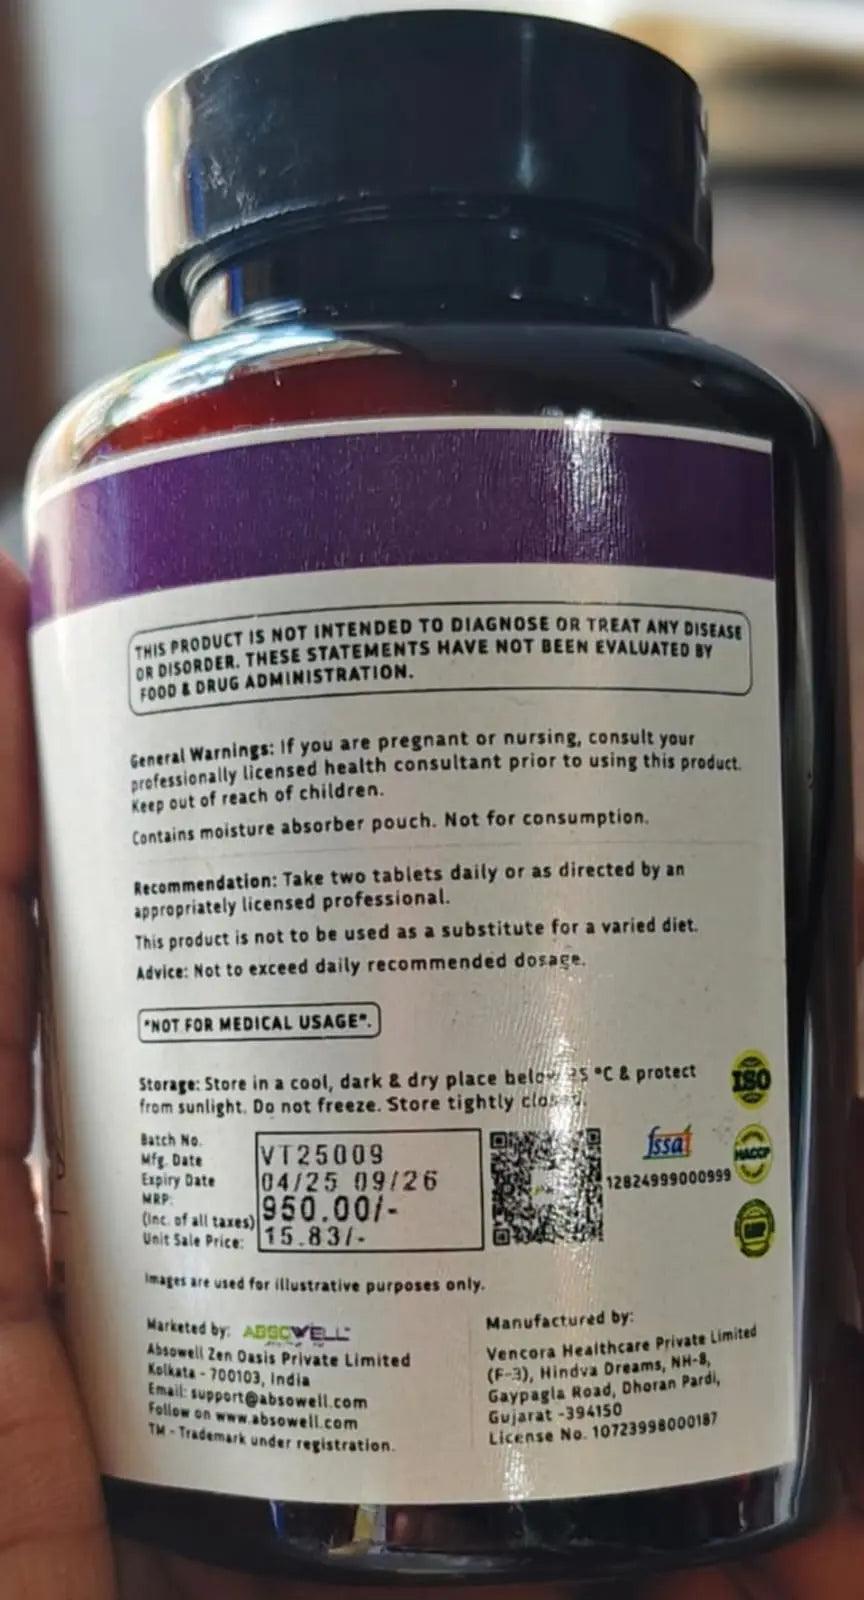 THIS PRODUCT IS NOT INTENDED TO DIAGNOSE OR TREAT ANY DISEASE
OR DISORDER. THESE STATEMENTS HAVE NOT BEEN EVALUATED BY
FOOD & DRUG ADMINISTRATION.
General Warnings: If you are pregnant or nursing, consult your
professionally licensed health consultant prior to using this product.
Keep out of reach of children.
Contains moisture absorber pouch. Not for consumption.
Recommendation: Take two tablets daily or as directed by an
appropriately licensed professional.
This product is not to be used as a substitute for a varied diet.
Advice: Not to exceed daily recommended dosage.
*NOT FOR MEDICAL USAGE*.
Storage: Store in a cool, dark & dry place below °C & protect
from sunlight. Do not freeze. Store tightly
Batch No. VT25009
Mfg. Date
Expiry Date 04/25 09/26
MRP: 950.00/-
(Inc. of all taxes)
Unit Sale Price: 15.83/-
fssai
12824999000999
ISO
HACCP
GMP
Images are used for illustrative purposes only.
Marketed by: ABSOWELL™
Absowell Zen Oasis Private Limited
Kolkata - 700103, India
Email: support@absowell.com
Follow on www.absowell.com
TM - Trademark under registration.
Manufactured by:
Vencora Healthcare Private Limited
(F-3), Hindva Dreams, NH-8,
Gaypagla Road, Dhoran Pardi,
Gujarat -394150
License No. 10723998000187